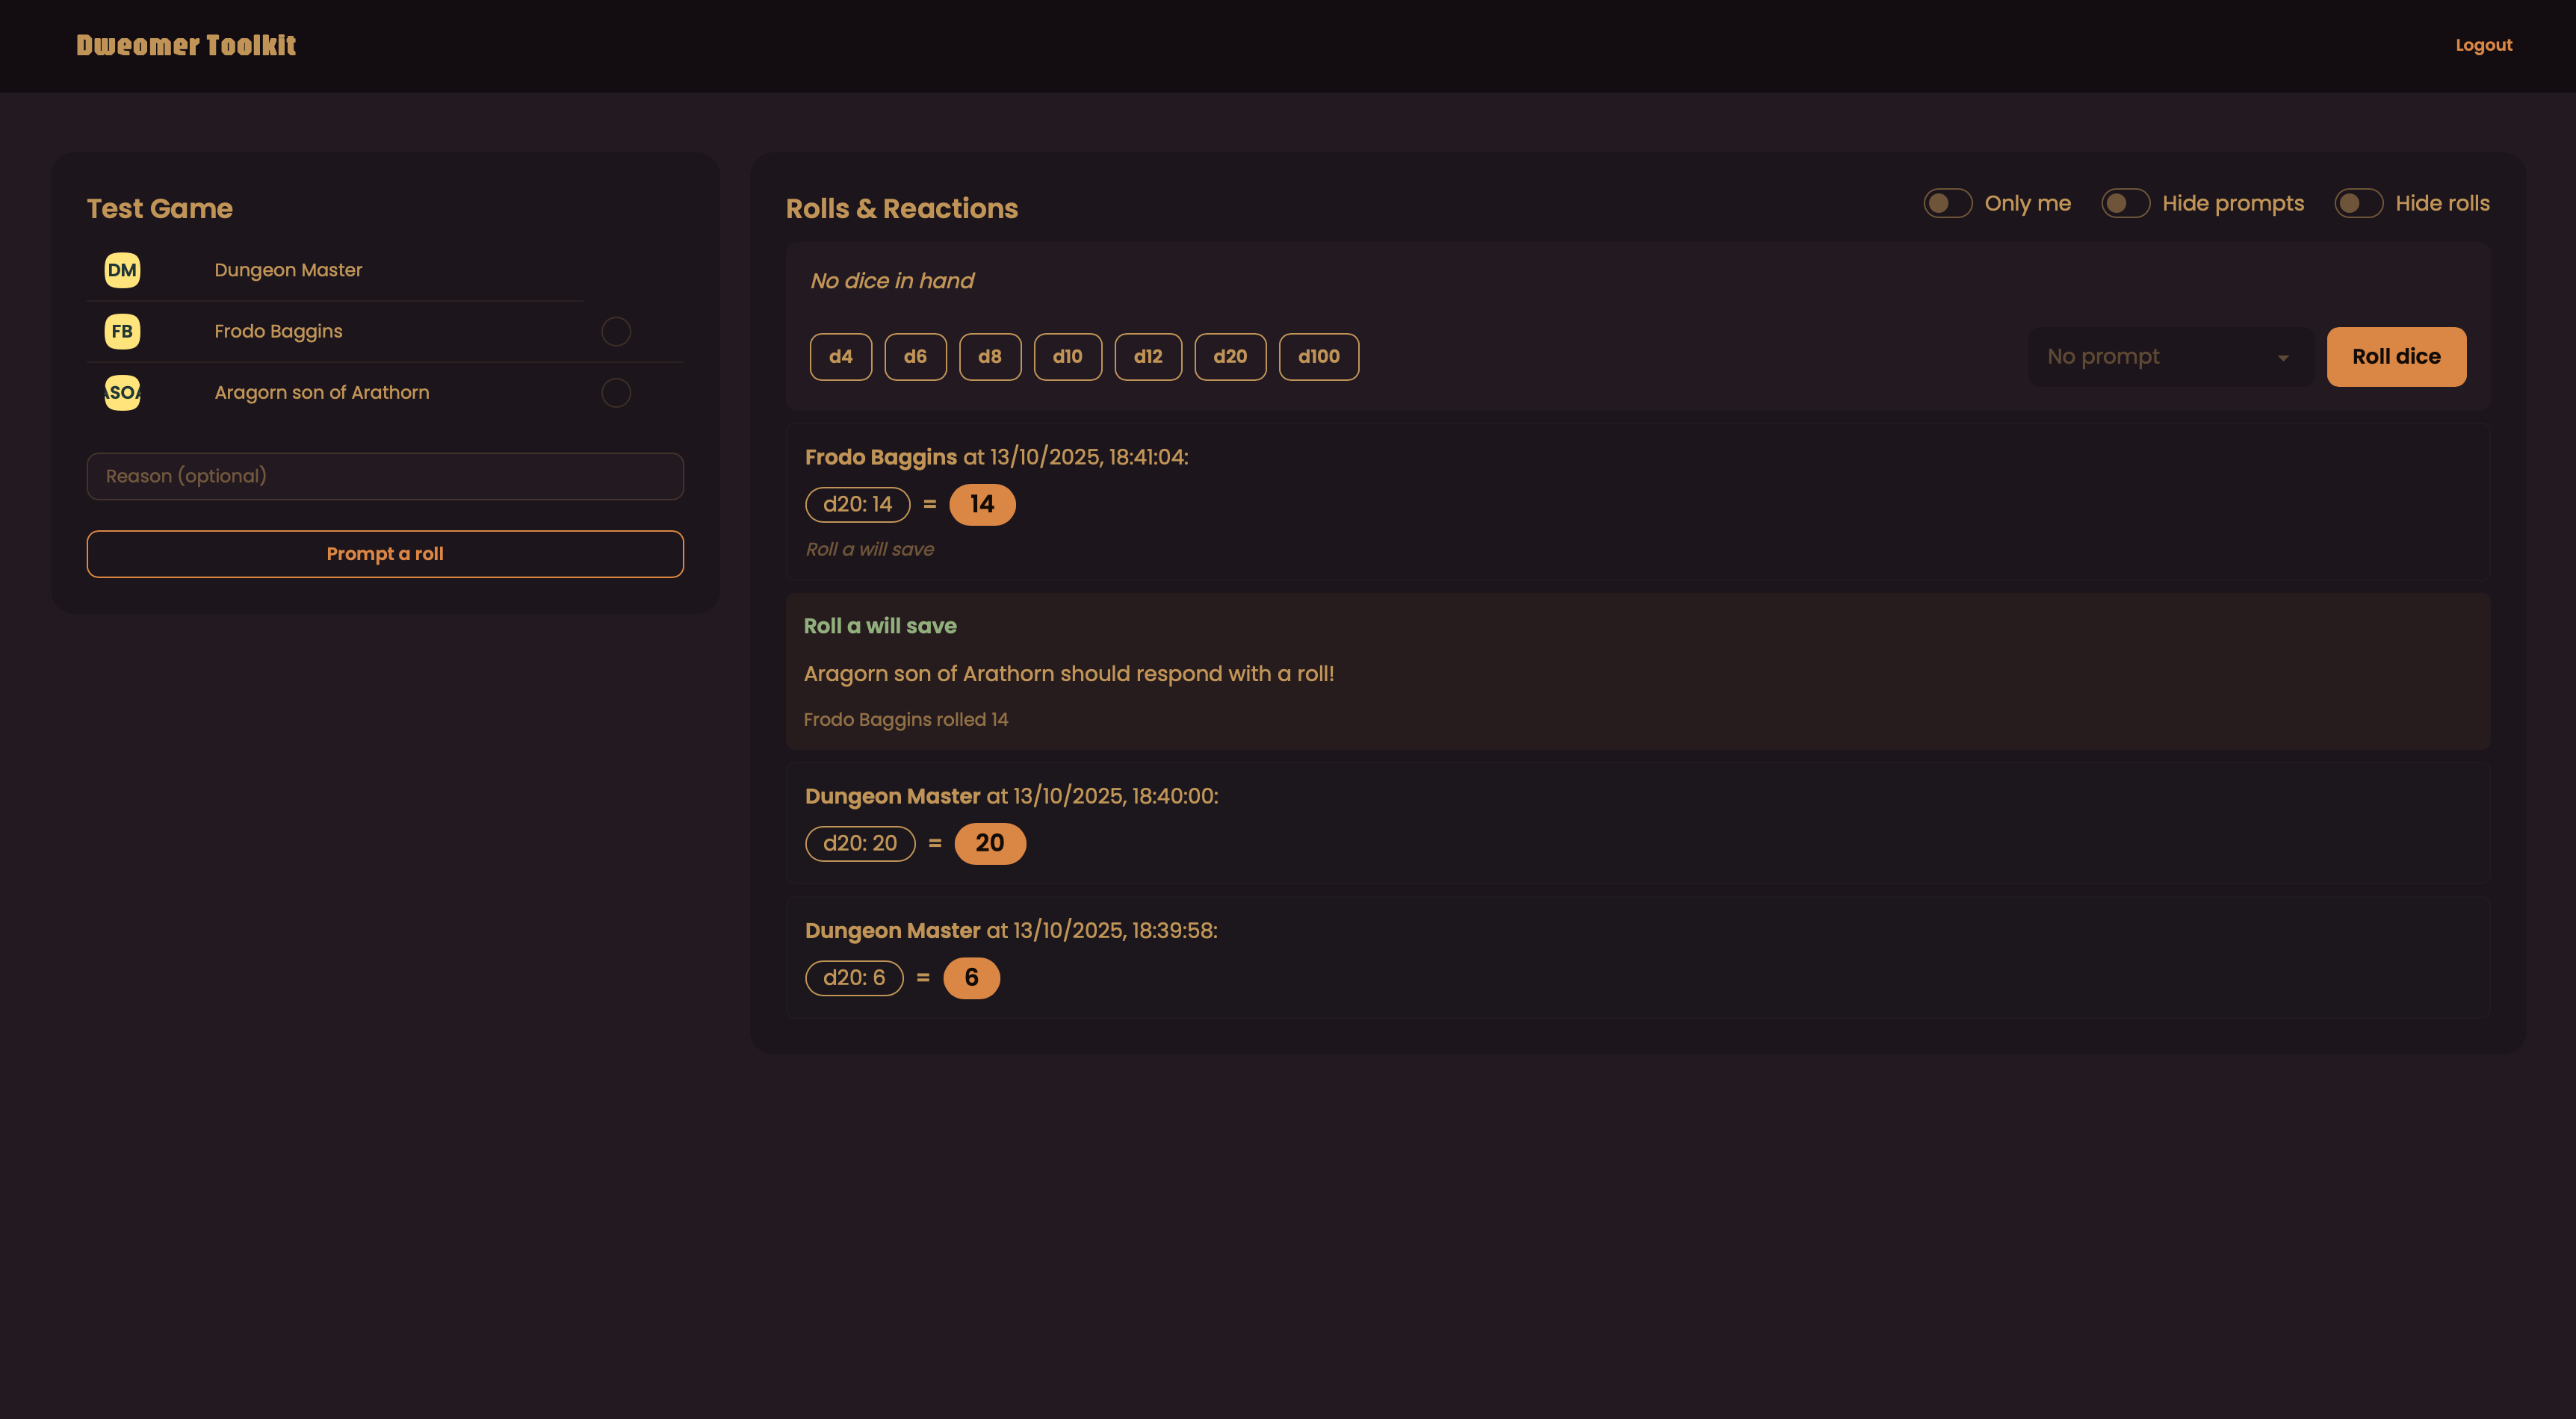 Dweomer Toolkit
Logout
Test Game
DM Dungeon Master
FB Frodo Baggins
ASOA Aragorn son of Arathorn
Reason (optional)
Prompt a roll
Rolls & Reactions
Only me Hide prompts Hide rolls
No dice in hand
d4 d6 d8 d10 d12 d20 d100 No prompt Roll dice
Frodo Baggins at 13/10/2025, 18:41:04:
d20: 14 = 14
Roll a will save
Roll a will save
Aragorn son of Arathorn should respond with a roll!
Frodo Baggins rolled 14
Dungeon Master at 13/10/2025, 18:40:00:
d20: 20 = 20
Dungeon Master at 13/10/2025, 18:39:58:
d20: 6 = 6